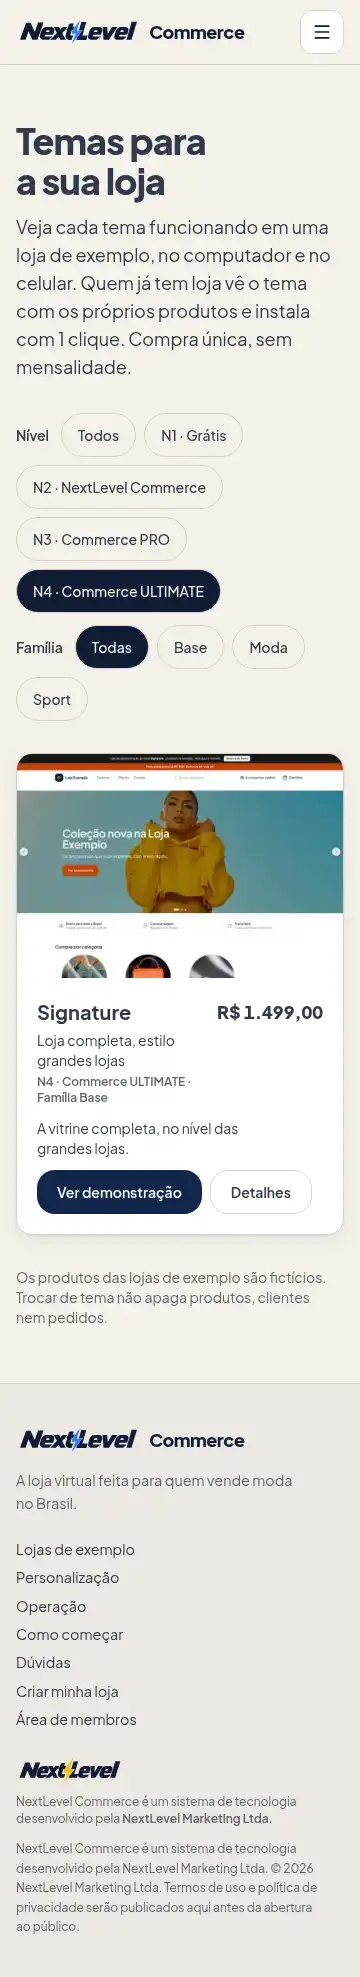 NextLevel Commerce
☰
Temas para
a sua loja
Veja cada tema funcionando em uma
loja de exemplo, no computador e no
celular. Quem já tem loja vê o tema
com os próprios produtos e instala
com 1 clique. Compra única, sem
mensalidade.
Nível Todos N1 · Grátis
N2 · NextLevel Commerce
N3 · Commerce PRO
N4 · Commerce ULTIMATE
Família Todas Base Moda
Sport
Loja Exemplo
Coleção nova na Loja
Exemplo
Compre por categoria
Signature R$ 1.499,00
Loja completa, estilo
grandes lojas
N4 · Commerce ULTIMATE ·
Família Base
A vitrine completa, no nível das
grandes lojas.
Ver demonstração Detalhes
Os produtos das lojas de exemplo são fictícios.
Trocar de tema não apaga produtos, clientes
nem pedidos.
NextLevel Commerce
A loja virtual feita para quem vende moda
no Brasil.
Lojas de exemplo
Personalização
Operação
Como começar
Dúvidas
Criar minha loja
Área de membros
NextLevel
NextLevel Commerce é um sistema de tecnologia
desenvolvido pela NextLevel Marketing Ltda.
NextLevel Commerce é um sistema de tecnologia
desenvolvido pela NextLevel Marketing Ltda. © 2026
NextLevel Marketing Ltda. Termos de uso e política de
privacidade serão publicados aqui antes da abertura
ao público.